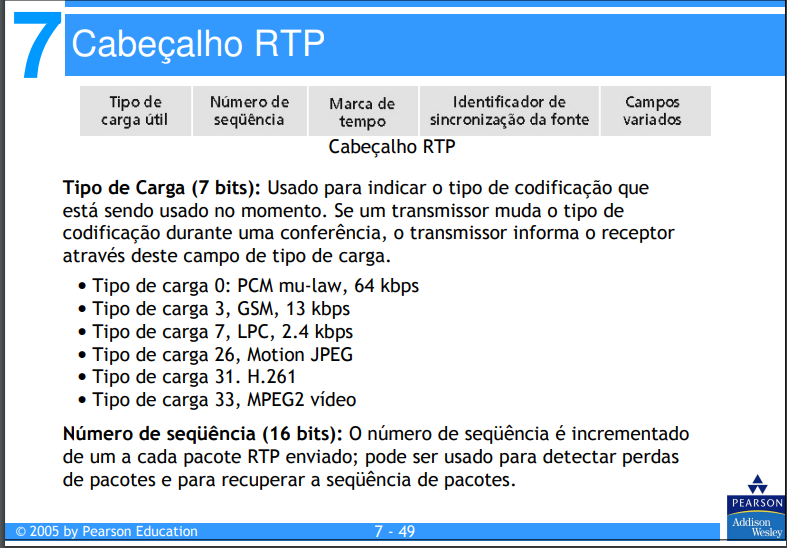 7
Cabeçalho RTP
Tipo de carga útil
Número de seqüência
Marca de tempo
Identificador de sincronização da fonte
Campos variados
Cabeçalho RTP
Tipo de Carga (7 bits): Usado para indicar o tipo de codificação que
está sendo usado no momento. Se um transmissor muda o tipo de
codificação durante uma conferência, o transmissor informa o receptor
através deste campo de tipo de carga.
• Tipo de carga 0: PCM mu-law, 64 kbps
• Tipo de carga 3, GSM, 13 kbps
• Tipo de carga 7, LPC, 2.4 kbps
• Tipo de carga 26, Motion JPEG
• Tipo de carga 31. H.261
• Tipo de carga 33, MPEG2 vídeo
Número de seqüência (16 bits): O número de seqüência é incrementado
de um a cada pacote RTP enviado; pode ser usado para detectar perdas
de pacotes e para recuperar a seqüência de pacotes.
© 2005 by Pearson Education
7 - 49
PEARSON
Addison
Wesley